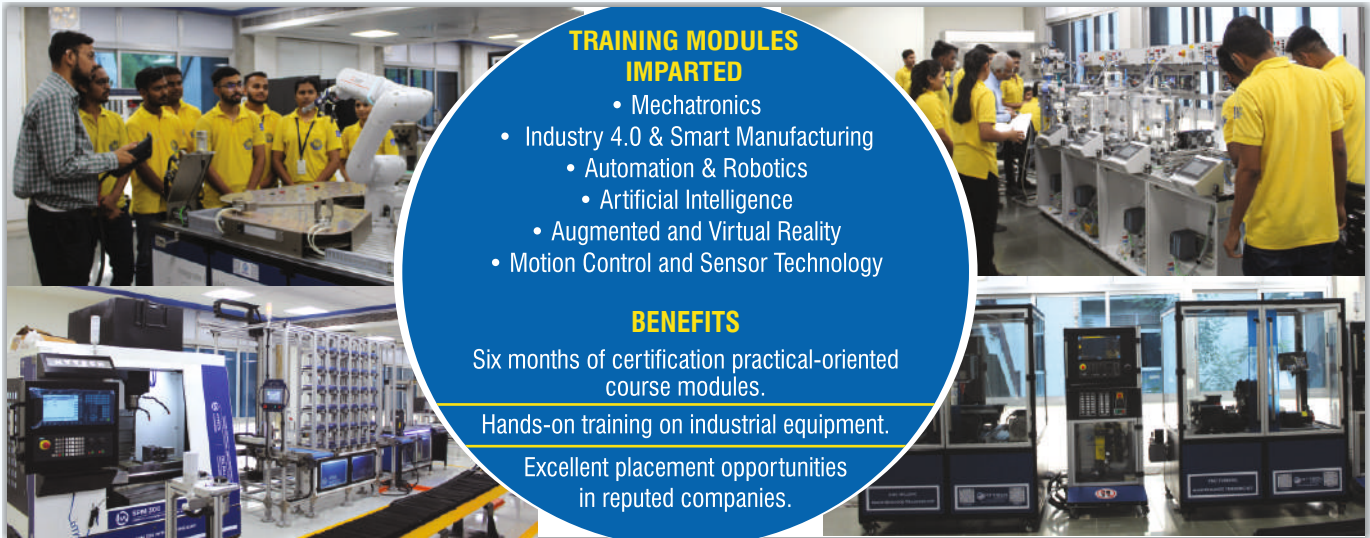 TRAINING MODULES
IMPARTED
• Mechatronics
• Industry 4.0 & Smart Manufacturing
• Automation & Robotics
• Artificial Intelligence
• Augmented and Virtual Reality
• Motion Control and Sensor Technology
BENEFITS
Six months of certification practical-oriented
course modules.
Hands-on training on industrial equipment.
Excellent placement opportunities
in reputed companies.